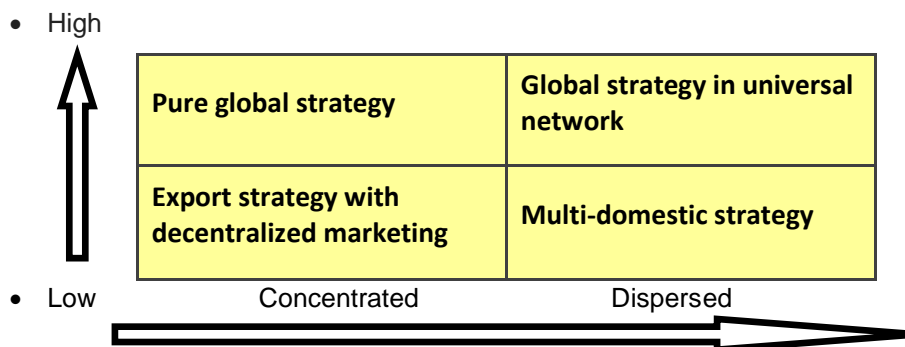 • High
Pure global strategy
Global strategy in universal
network
Export strategy with
decentralized marketing
Multi-domestic strategy
• Low Concentrated Dispersed